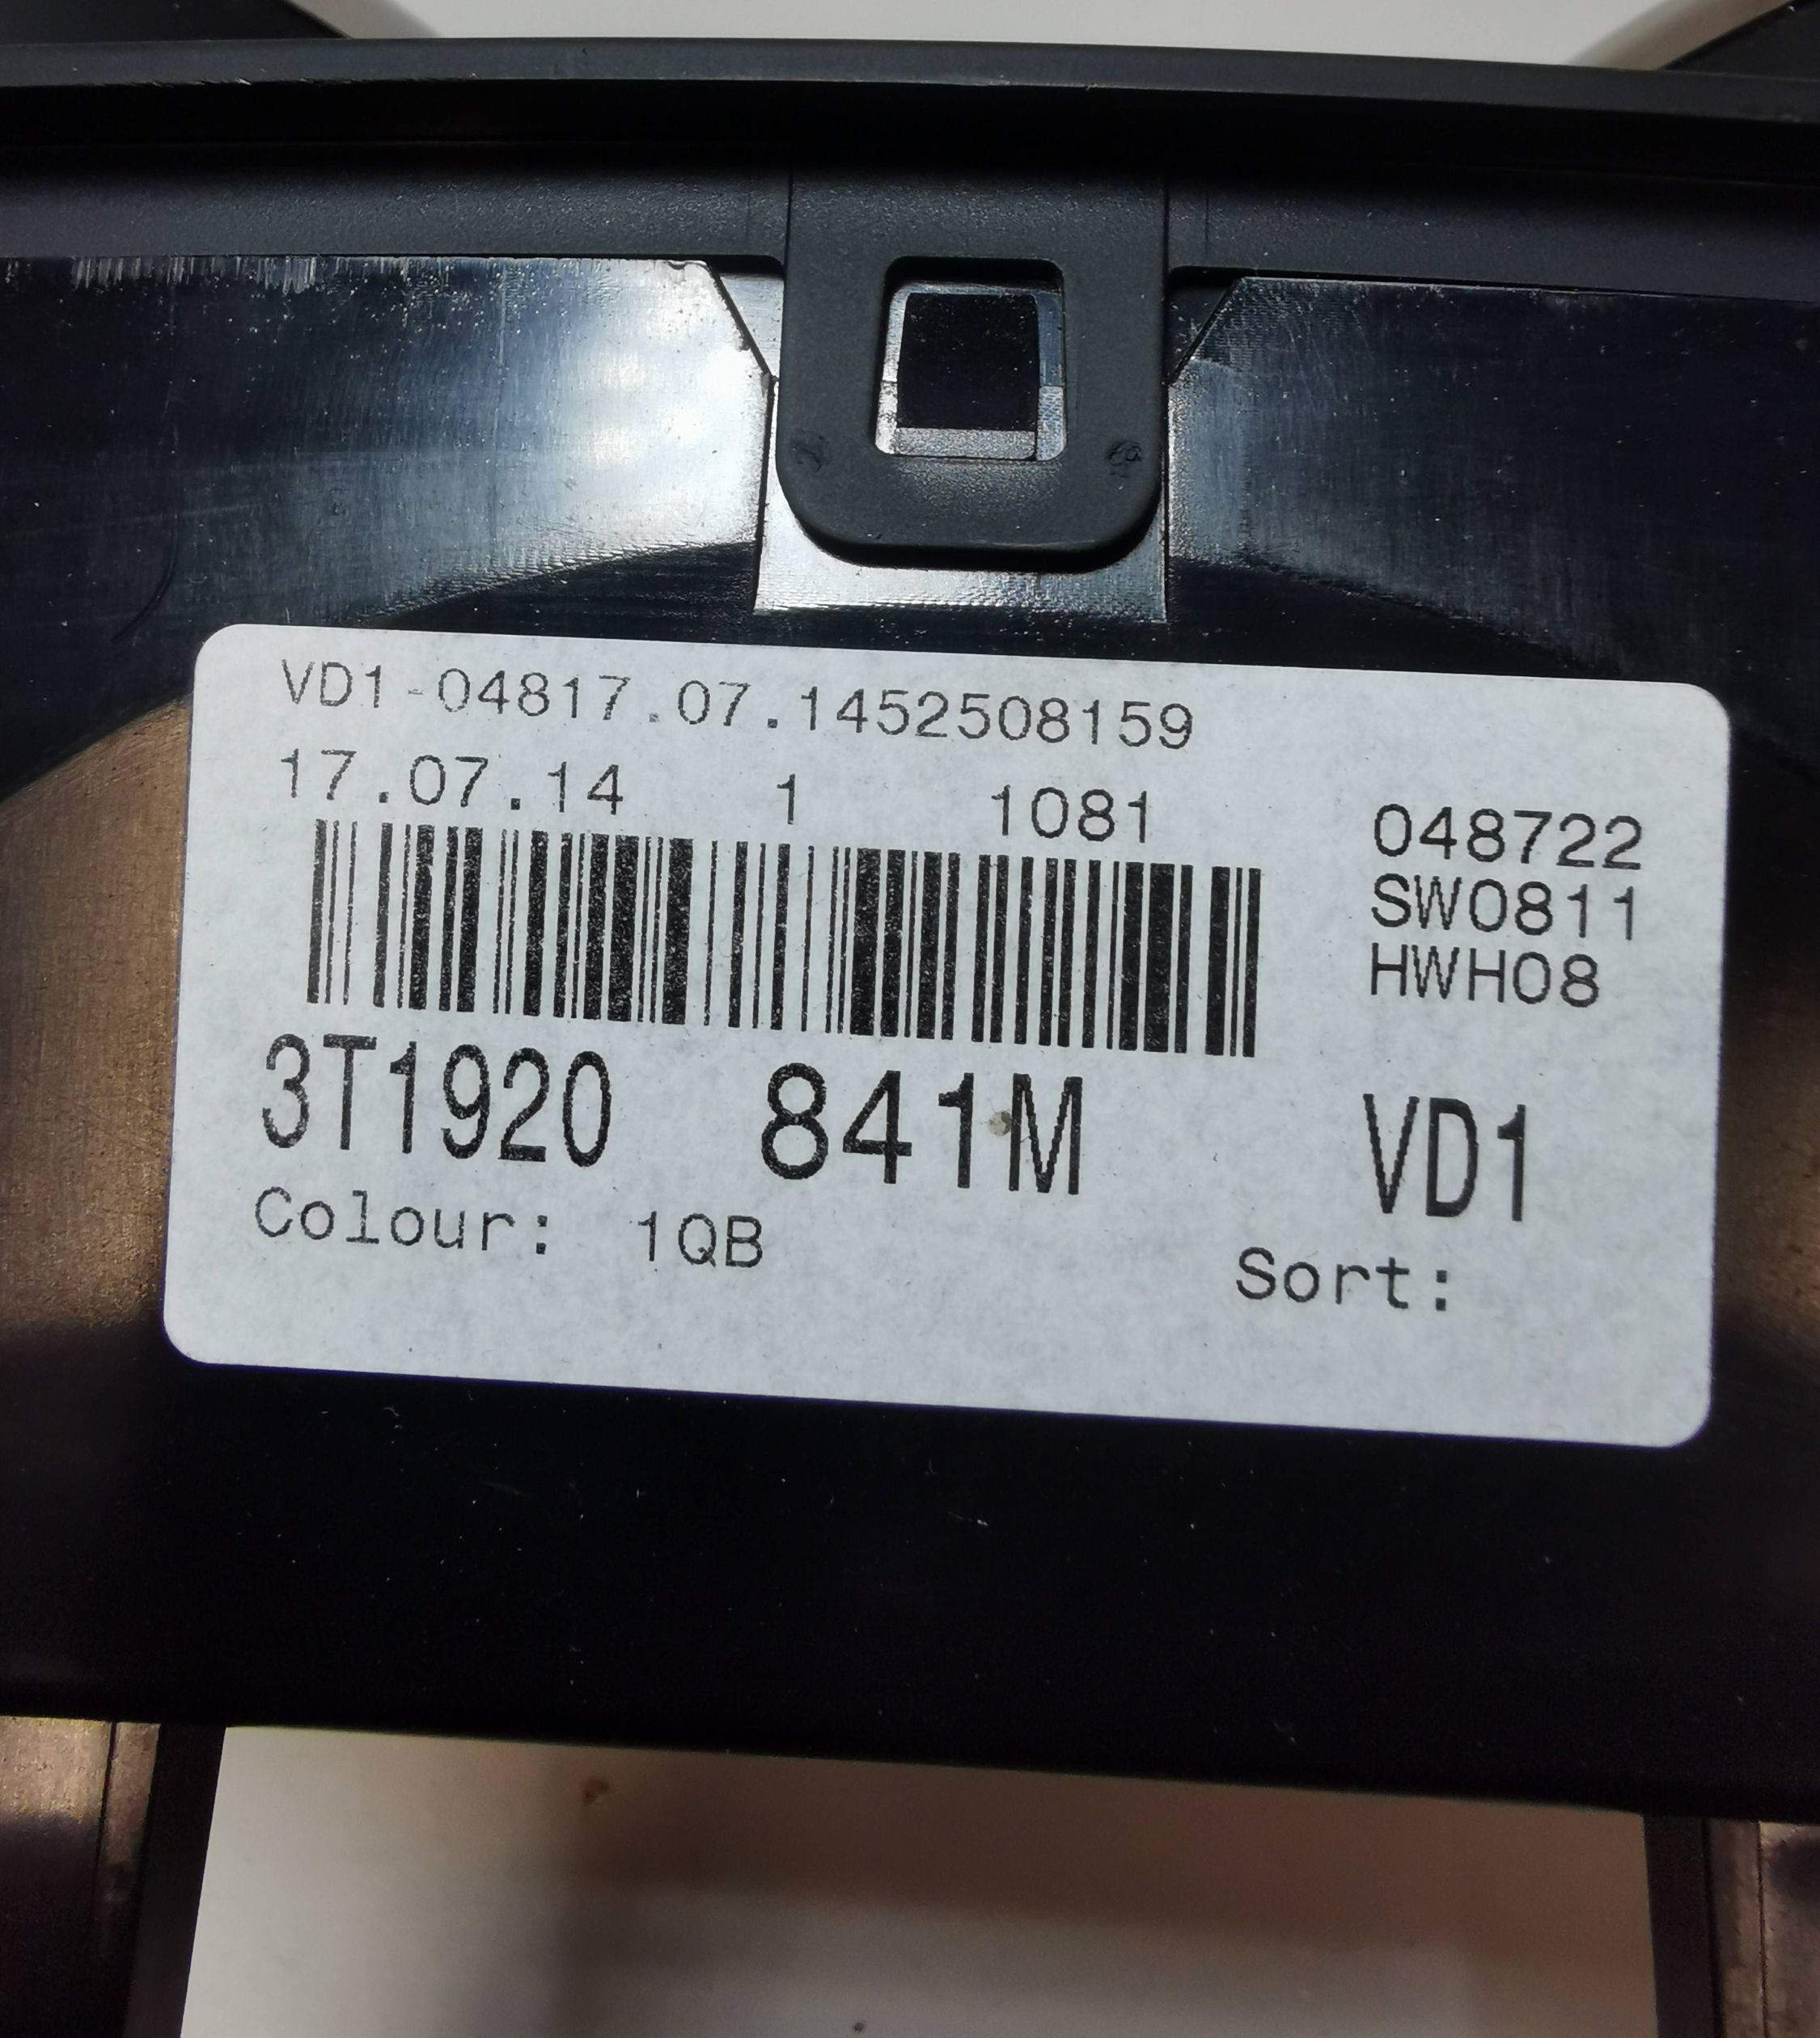 VD1-04817.07.1452508159
17.07.14 1 1081
048722
SW0811
HWH08
3T1920 841M VD1
Colour: 1QB
Sort: